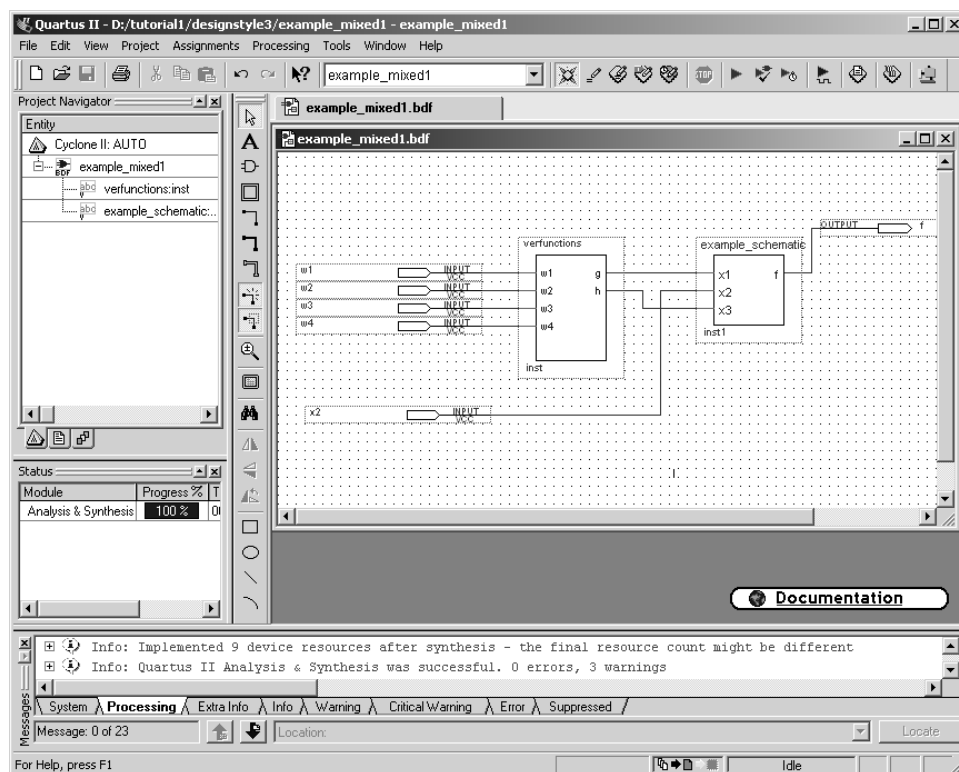 Quartus II - D:/tutorial1/designstyle3/example_mixed1 - example_mixed1
File Edit View Project Assignments Processing Tools Window Help
example_mixed1
STOP
Project Navigator
Entity
Cyclone II: AUTO
BDF example_mixed1
abc verfunctions:inst
abc example_schematic:..
Status
Module Progress % T
Analysis & Synthesis 100 %
A
example_mixed1.bdf
example_mixed1.bdf
verfunctions
example_schematic
OUTPUT f
w1 INPUT VCC
w2 INPUT VCC
w3 INPUT VCC
w4 INPUT VCC
w1 g
w2 h
w3
w4
inst
x1 f
x2
x3
inst1
x2 INPUT VCC
Documentation
Info: Implemented 9 device resources after synthesis - the final resource count might be different
Info: Quartus II Analysis & Synthesis was successful. 0 errors, 3 warnings
Messages
System Processing Extra Info Info Warning Critical Warning Error Suppressed
Message: 0 of 23
Location:
Locate
For Help, press F1
Idle